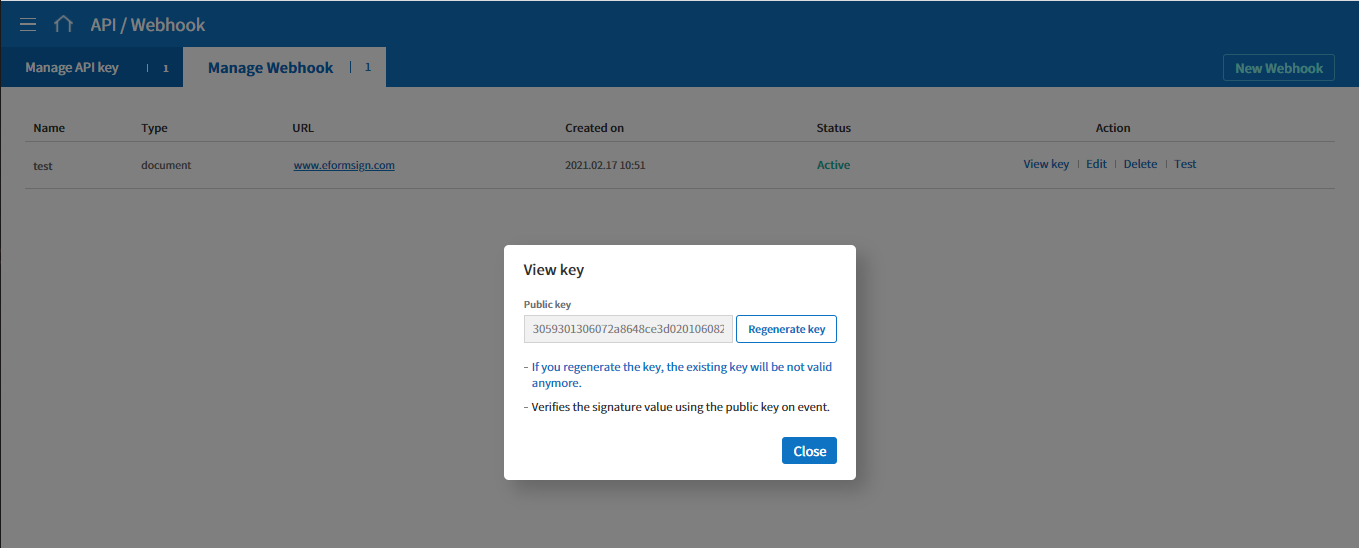 API / Webhook
Manage API key | 1
Manage Webhook | 1
New Webhook
Name Type URL Created on Status Action
test document www.eformsign.com 2021.02.17 10:51 Active View key | Edit | Delete | Test
View key
Public key
3059301306072a8648ce3d020106082
Regenerate key
- If you regenerate the key, the existing key will be not valid
anymore.
- Verifies the signature value using the public key on event.
Close